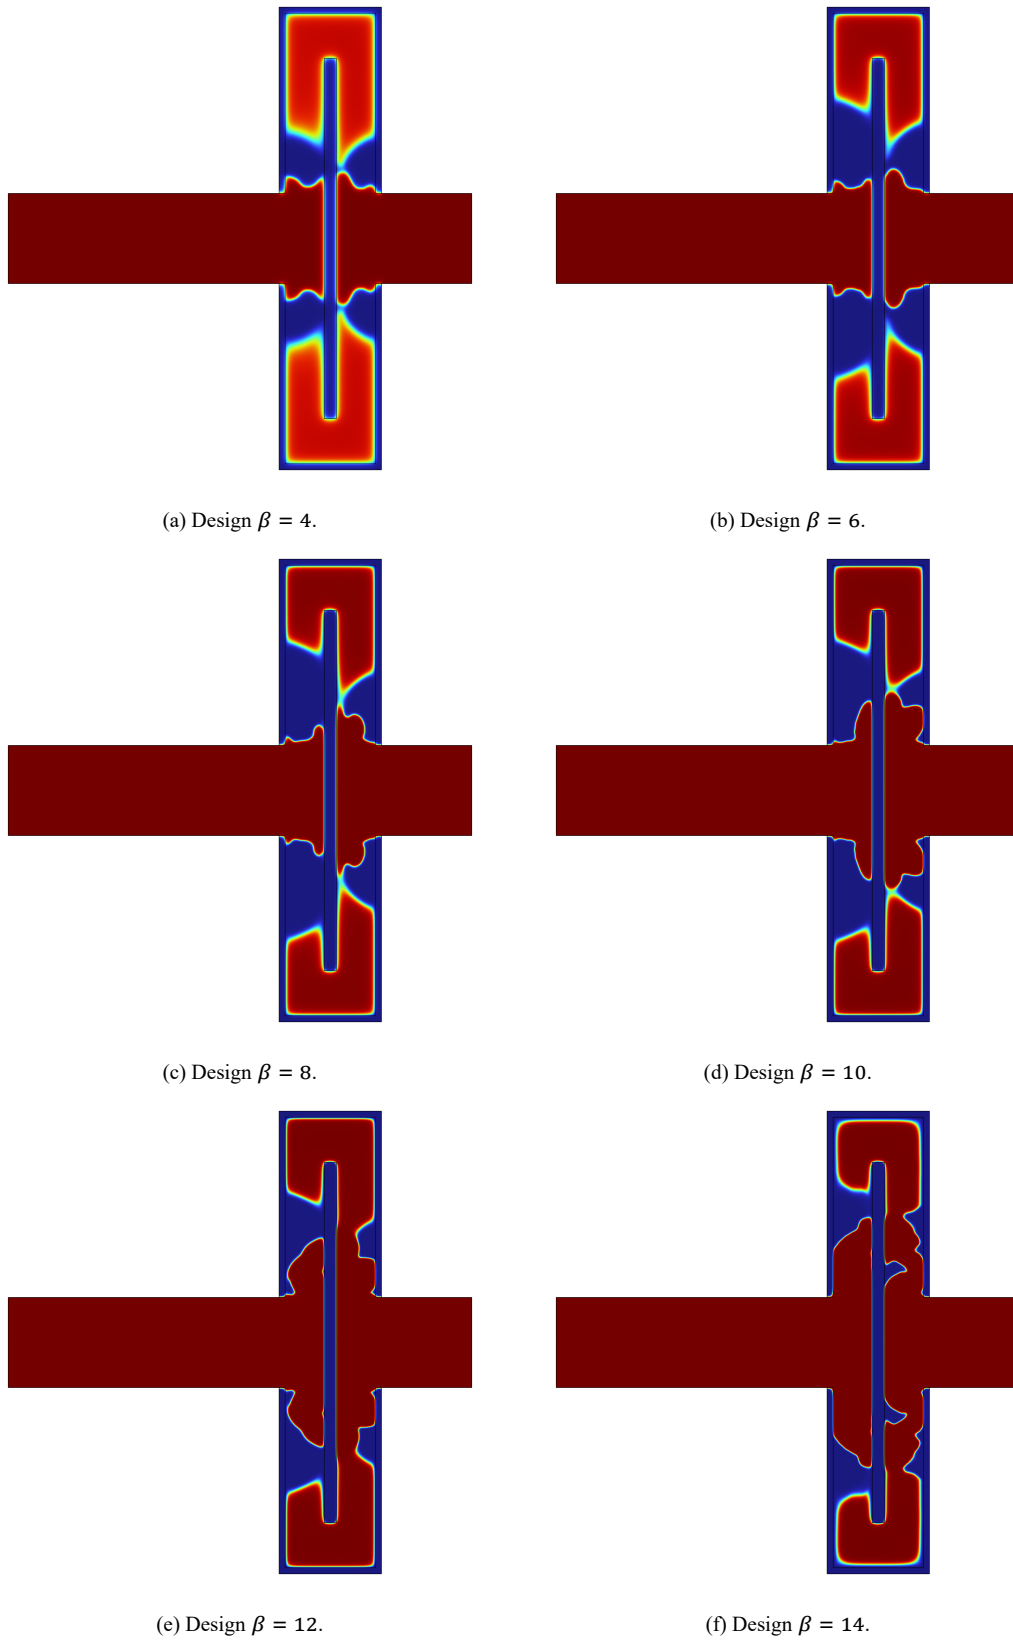 (a) Design β = 4.
(b) Design β = 6.
(c) Design β = 8.
(d) Design β = 10.
(e) Design β = 12.
(f) Design β = 14.